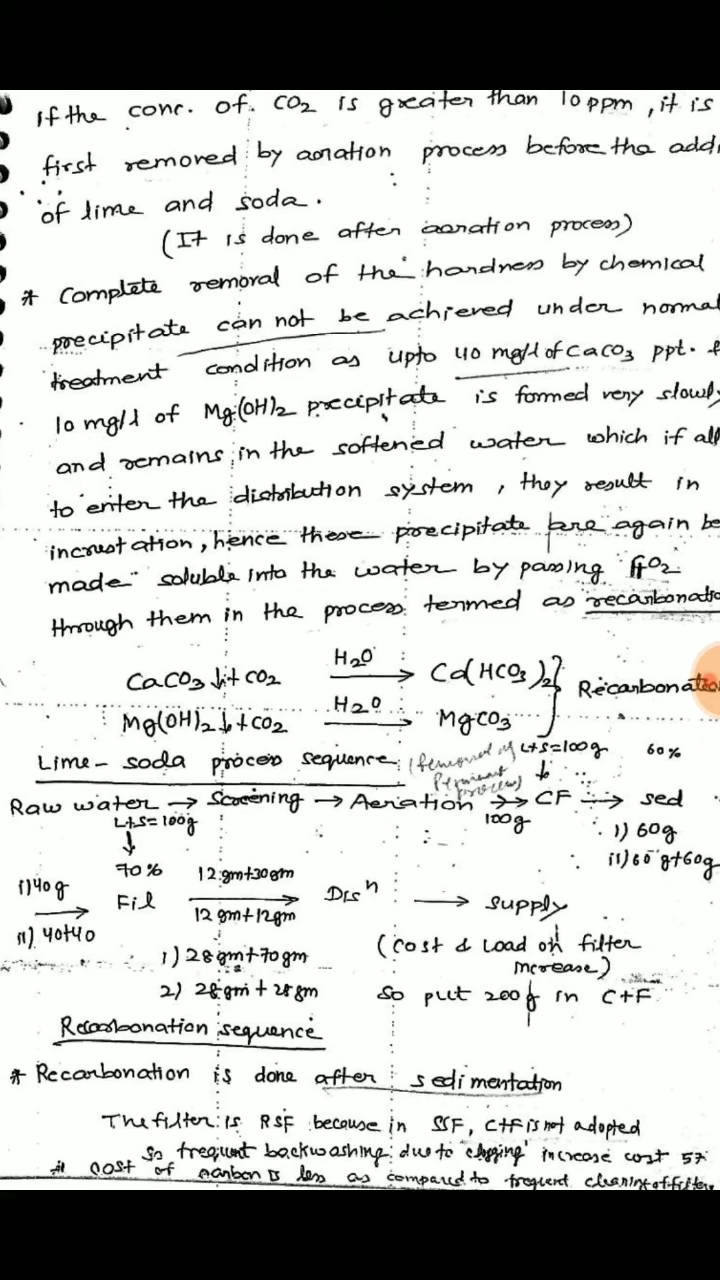 If the conc. of. CO2 is greater than 10 ppm, it is
first removed by aoration process before the add
of lime and soda.
(It is done after aoration process)
* Complete removal of the hardness by chemical
precipitate can not be achieved under normal
treatment condition as upto 40 mg/l of CaCO3 ppt. &
10 mg/l of Mg(OH)2 precipitate is formed very slowly
and remains in the softened water which if all
to enter the distribution system, they result in
incrustation, hence these precipitate are again be
made soluble into the water by passing CO2
through them in the process termed as recarbonatio
CaCO3 ↓ + CO2 H2O → Ca(HCO3)2
Mg(OH)2 ↓ + CO2 H2O → MgCO3 } Recarbonation
Lime - soda process sequence (Removal of L+S=100g 60%
Raw water → Screening → Aeration → CF → sed
L+S=100g 100g i) 60g
ii) 60g+60g
i) 40g 70% 12gm+30gm
→ Fil → Disn → supply
ii) 40+40 12gm+12gm
1) 28gm+70gm (cost & Load on filter increase)
2) 28gm+28gm So put 200g in C+F
Recarbonation sequence
* Recarbonation is done after sedimentation
The filter is RSF because in SSF, C+F is not adopted
So frequent backwashing due to clogging increase cost
* cost of carbon is less as compared to frequent cleaning of filter